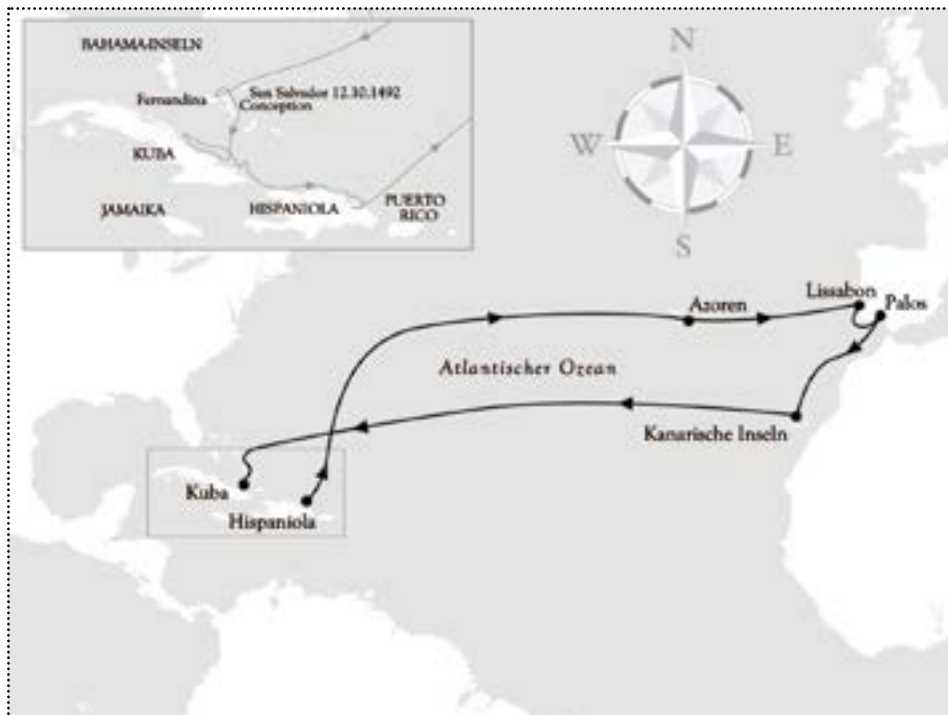 BAHAMA-INSELN
Fernandina
San Salvador 12.10.1492
Conception
KUBA
JAMAIKA
HISPANIOLA
PUERTO
RICO
N
W
E
S
Lissabon
Palos
Azoren
Atlantischer Ozean
Kanarische Inseln
Kuba
Hispaniola